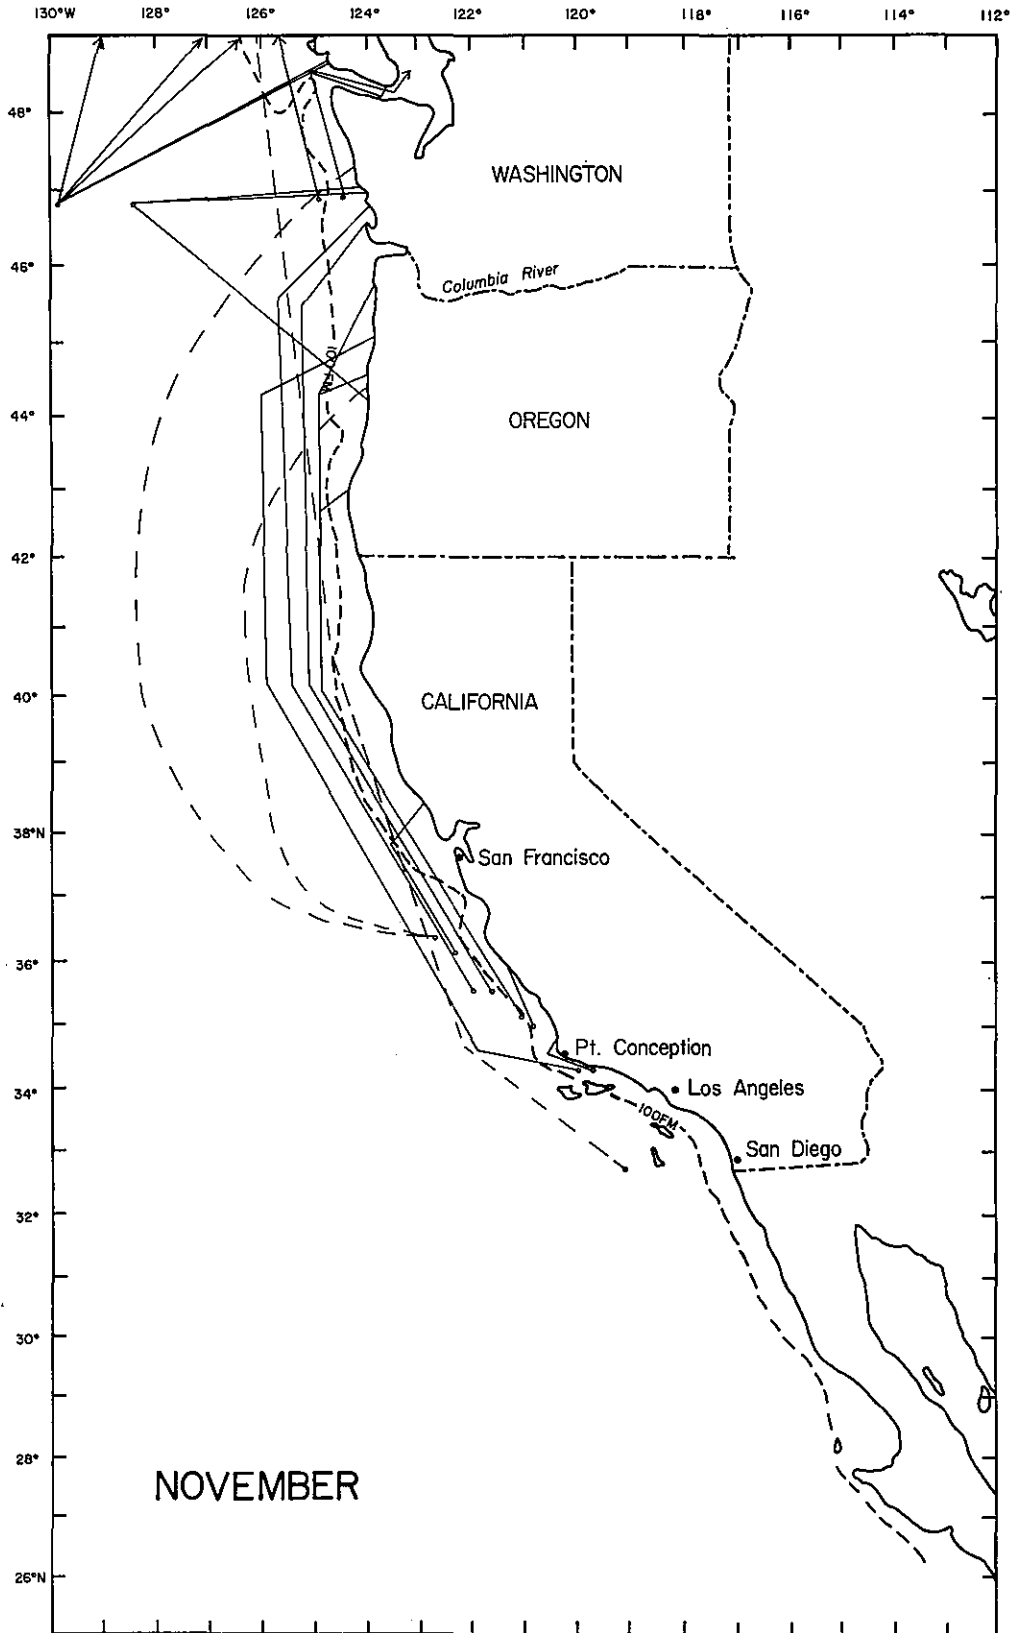 130°W 128° 126° 124° 122° 120° 118° 116° 114° 112°
48°
WASHINGTON
46°
Columbia River
100FM
44°
OREGON
42°
40°
CALIFORNIA
38°N
San Francisco
36°
Pt. Conception
34°
Los Angeles
100FM
San Diego
32°
30°
28°
NOVEMBER
26°N